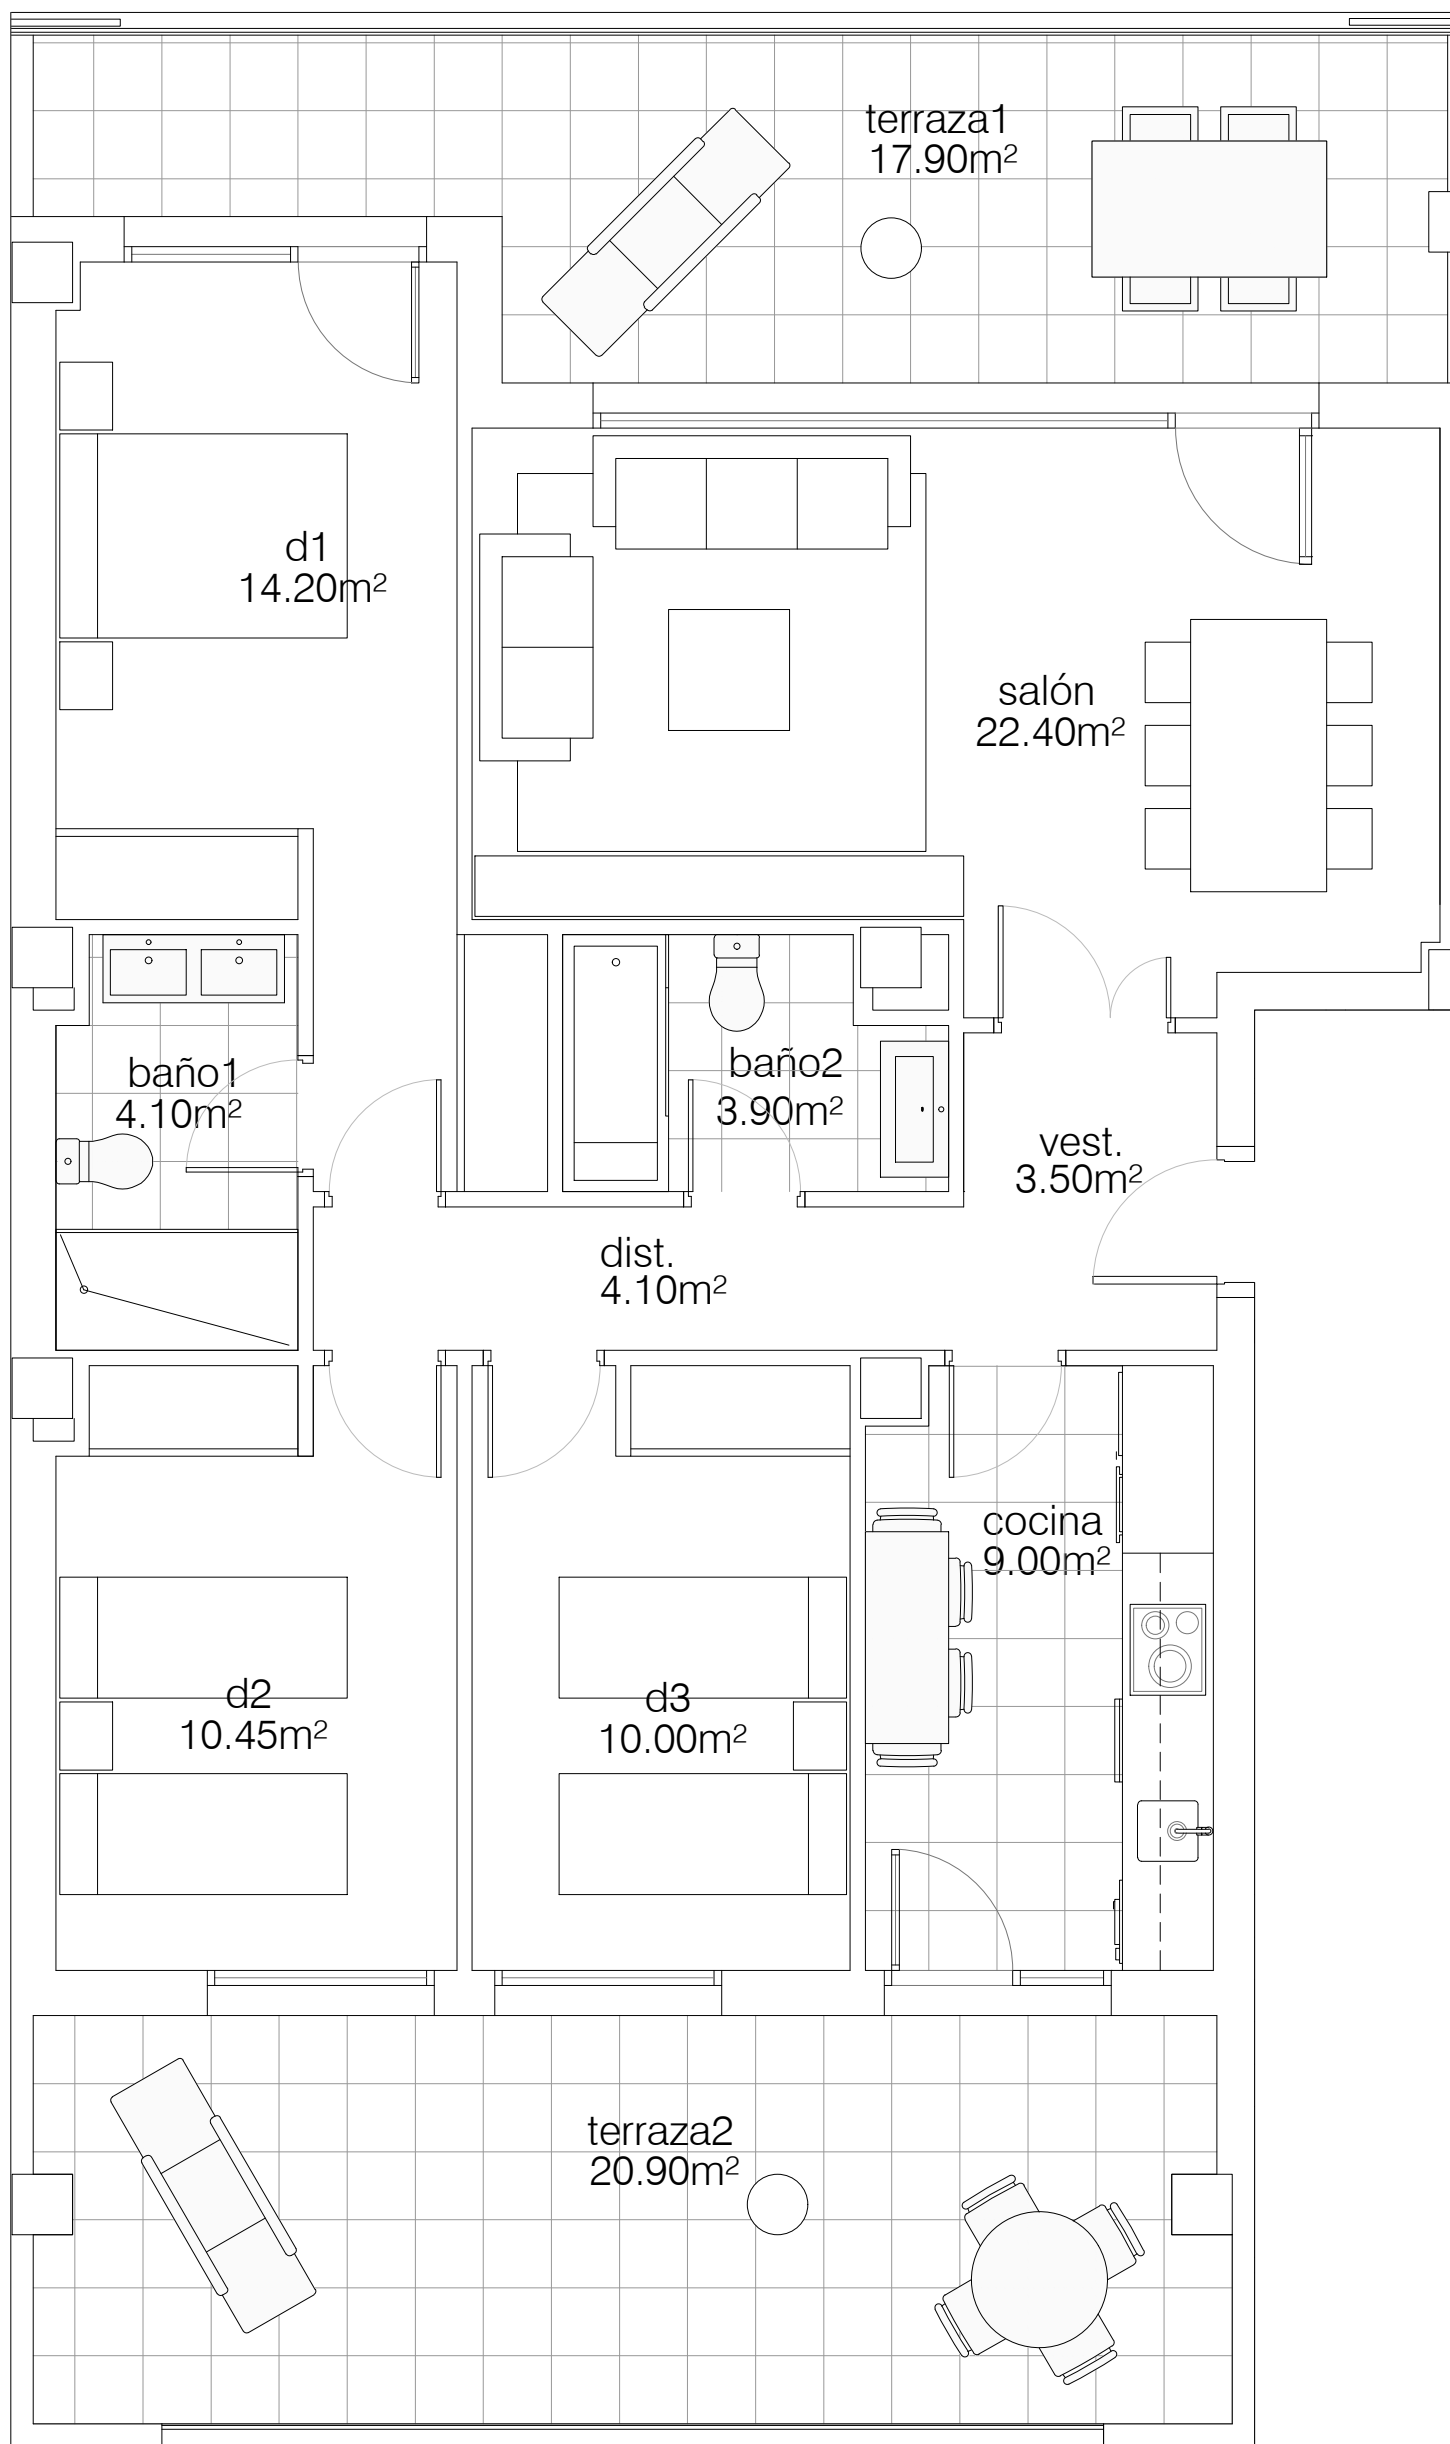 terraza1
17.90m²
d1
14.20m²
salón
22.40m²
baño1
4.10m²
baño2
3.90m²
vest.
3.50m²
dist.
4.10m²
cocina
9.00m²
d2
10.45m²
d3
10.00m²
terraza2
20.90m²